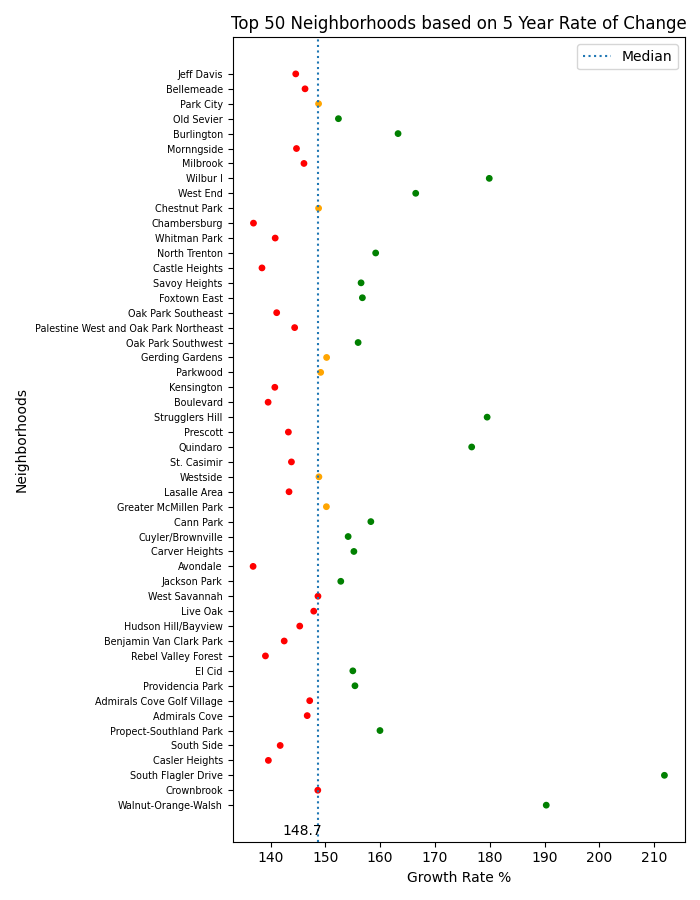 Top 50 Neighborhoods based on 5 Year Rate of Change
Median
Jeff Davis
Bellemeade
Park City
Old Sevier
Burlington
Mornngside
Milbrook
Wilbur I
West End
Chestnut Park
Chambersburg
Whitman Park
North Trenton
Castle Heights
Savoy Heights
Foxtown East
Oak Park Southeast
Palestine West and Oak Park Northeast
Oak Park Southwest
Gerding Gardens
Parkwood
Kensington
Boulevard
Strugglers Hill
Prescott
Quindaro
St. Casimir
Westside
Lasalle Area
Greater McMillen Park
Cann Park
Cuyler/Brownville
Carver Heights
Avondale
Jackson Park
West Savannah
Live Oak
Hudson Hill/Bayview
Benjamin Van Clark Park
Rebel Valley Forest
El Cid
Providencia Park
Admirals Cove Golf Village
Admirals Cove
Propect-Southland Park
South Side
Casler Heights
South Flagler Drive
Crownbrook
Walnut-Orange-Walsh
Neighborhoods
148.7
140 150 160 170 180 190 200 210
Growth Rate %